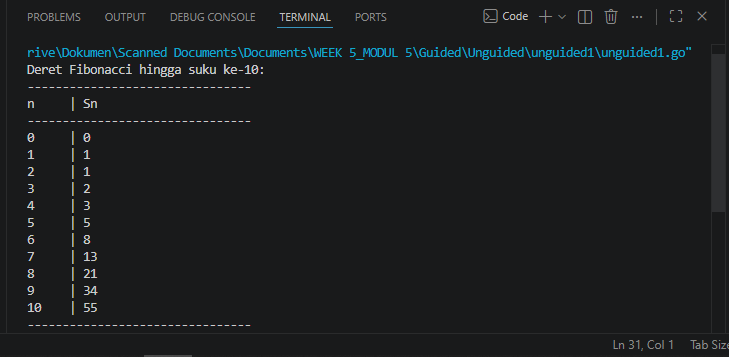 PROBLEMS OUTPUT DEBUG CONSOLE TERMINAL PORTS Code
rive\Dokumen\Scanned Documents\Documents\WEEK 5_MODUL 5\Guided\Unguided\unguided1\unguided1.go"
Deret Fibonacci hingga suku ke-10:
--------------------------------
n | Sn
--------------------------------
0 | 0
1 | 1
2 | 1
3 | 2
4 | 3
5 | 5
6 | 8
7 | 13
8 | 21
9 | 34
10 | 55
--------------------------------
Ln 31, Col 1 Tab Size